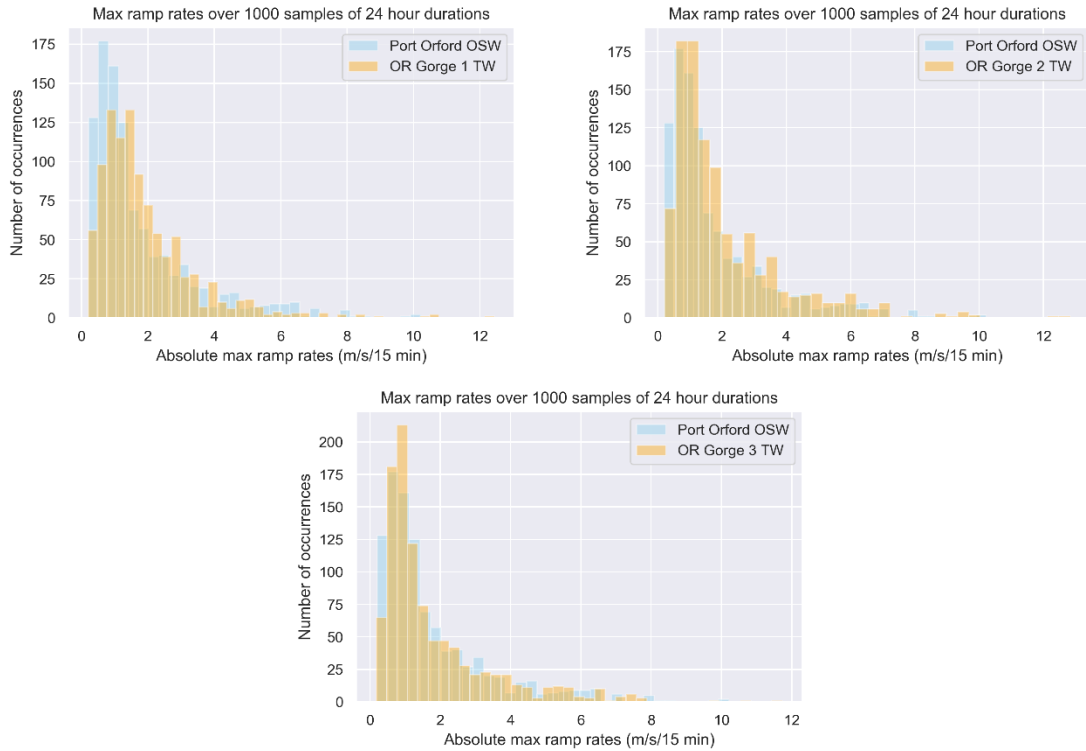 Max ramp rates over 1000 samples of 24 hour durations
Port Orford OSW
OR Gorge 1 TW
175
150
125
100
75
50
25
0
Number of occurrences
0 2 4 6 8 10 12
Absolute max ramp rates (m/s/15 min)
Max ramp rates over 1000 samples of 24 hour durations
Port Orford OSW
OR Gorge 2 TW
175
150
125
100
75
50
25
0
Number of occurrences
0 2 4 6 8 10 12
Absolute max ramp rates (m/s/15 min)
Max ramp rates over 1000 samples of 24 hour durations
Port Orford OSW
OR Gorge 3 TW
200
175
150
125
100
75
50
25
0
Number of occurrences
0 2 4 6 8 10 12
Absolute max ramp rates (m/s/15 min)